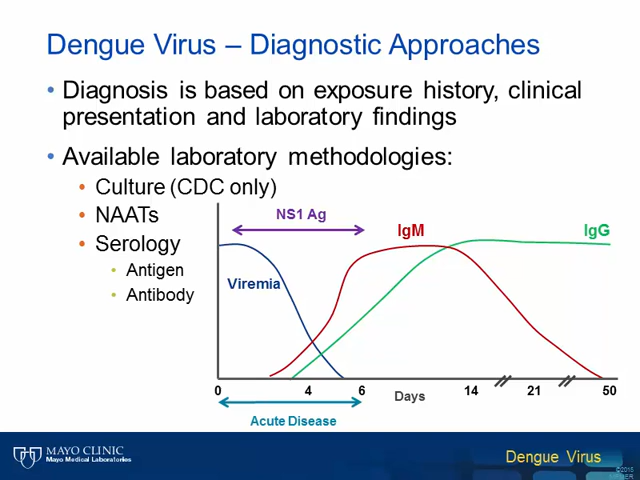 Dengue Virus – Diagnostic Approaches
• Diagnosis is based on exposure history, clinical
presentation and laboratory findings
• Available laboratory methodologies:
• Culture (CDC only)
• NAATs
• Serology
• Antigen
• Antibody
NS1 Ag
IgM
IgG
Viremia
0 4 6 14 21 50
Days
Acute Disease
MAYO CLINIC
Mayo Medical Laboratories
Dengue Virus
©2015